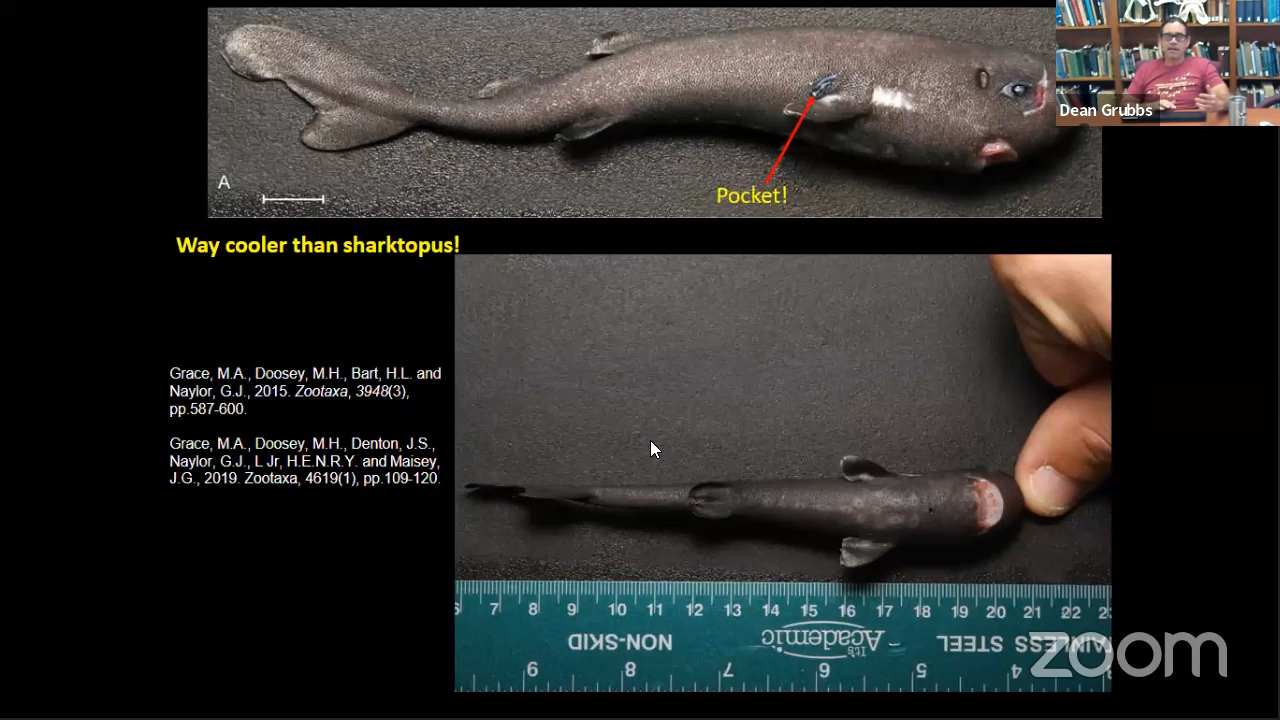 Dean Grubbs
Pocket!
A
Way cooler than sharktopus!
Grace, M.A., Doosey, M.H., Bart, H.L. and
Naylor, G.J., 2015. Zootaxa, 3948(3),
pp.587-600.
Grace, M.A., Doosey, M.H., Denton, J.S.,
Naylor, G.J., L Jr, H.E.N.R.Y. and Maisey,
J.G., 2019. Zootaxa, 4619(1), pp.109-120.
6 7 8 9 10 11 12 13 14 15 16 17 18 19 20 21 22 23
NON-SKID It's Academic STAINLESS STEEL
9 8 7 6 5 4
zoom